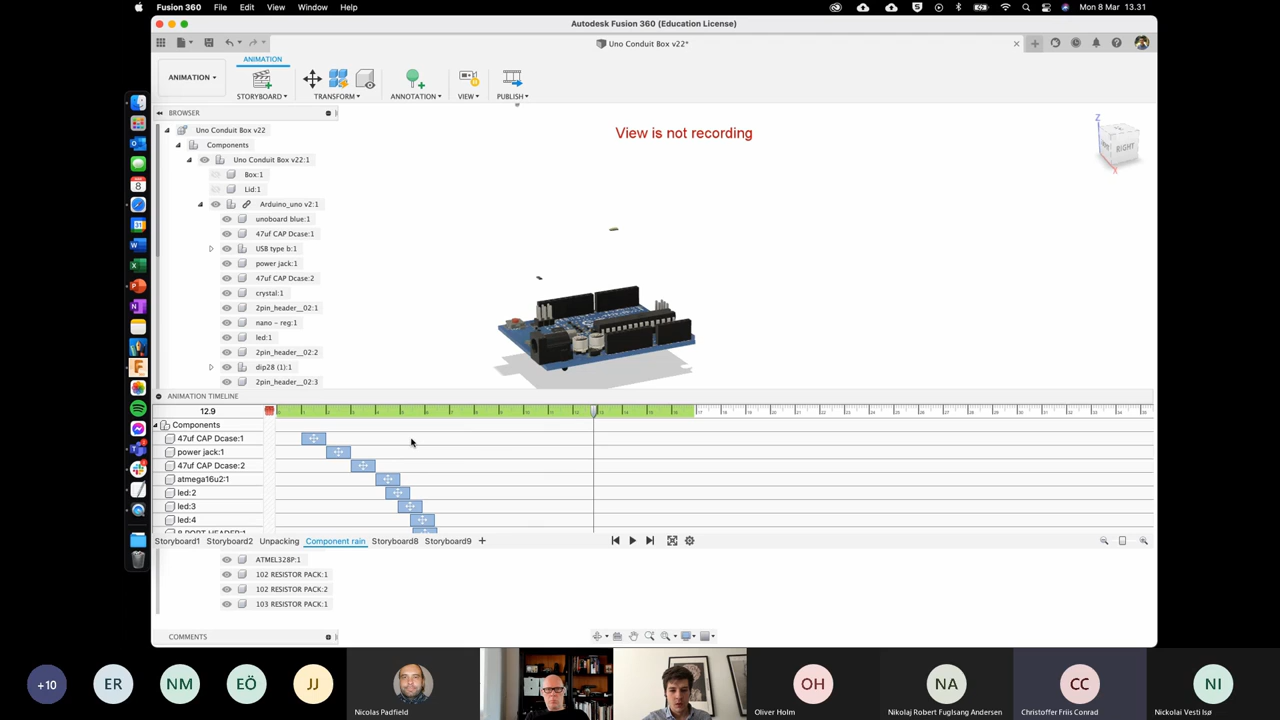 Fusion 360 File Edit View Window Help
Mon 8 Mar 13.31
Autodesk Fusion 360 (Education License)
Uno Conduit Box v22*
ANIMATION
ANIMATION
STORYBOARD
TRANSFORM
ANNOTATION
VIEW
PUBLISH
BROWSER
Uno Conduit Box v22
Components
Uno Conduit Box v22:1
Box:1
Lid:1
Arduino_uno v2:1
unoboard blue:1
47uf CAP Dcase:1
USB type b:1
power jack:1
47uf CAP Dcase:2
crystal:1
2pin_header__02:1
nano - reg:1
led:1
2pin_header__02:2
dip28 (1):1
2pin_header__02:3
View is not recording
Z
RIGHT
X
ANIMATION TIMELINE
12.9
Components
47uf CAP Dcase:1
power jack:1
47uf CAP Dcase:2
atmega16u2:1
led:2
led:3
led:4
8 PORT HEADER:1
Storyboard1 Storyboard2 Unpacking Component rain Storyboard8 Storyboard9 +
ATMEL328P:1
102 RESISTOR PACK:1
102 RESISTOR PACK:2
103 RESISTOR PACK:1
COMMENTS
+10
ER
NM
EÖ
JJ
Nicolas Padfield
OH
Oliver Holm
NA
Nikolaj Robert Fuglsang Andersen
CC
Christoffer Friis Conrad
NI
Nickolai Vesti Isø